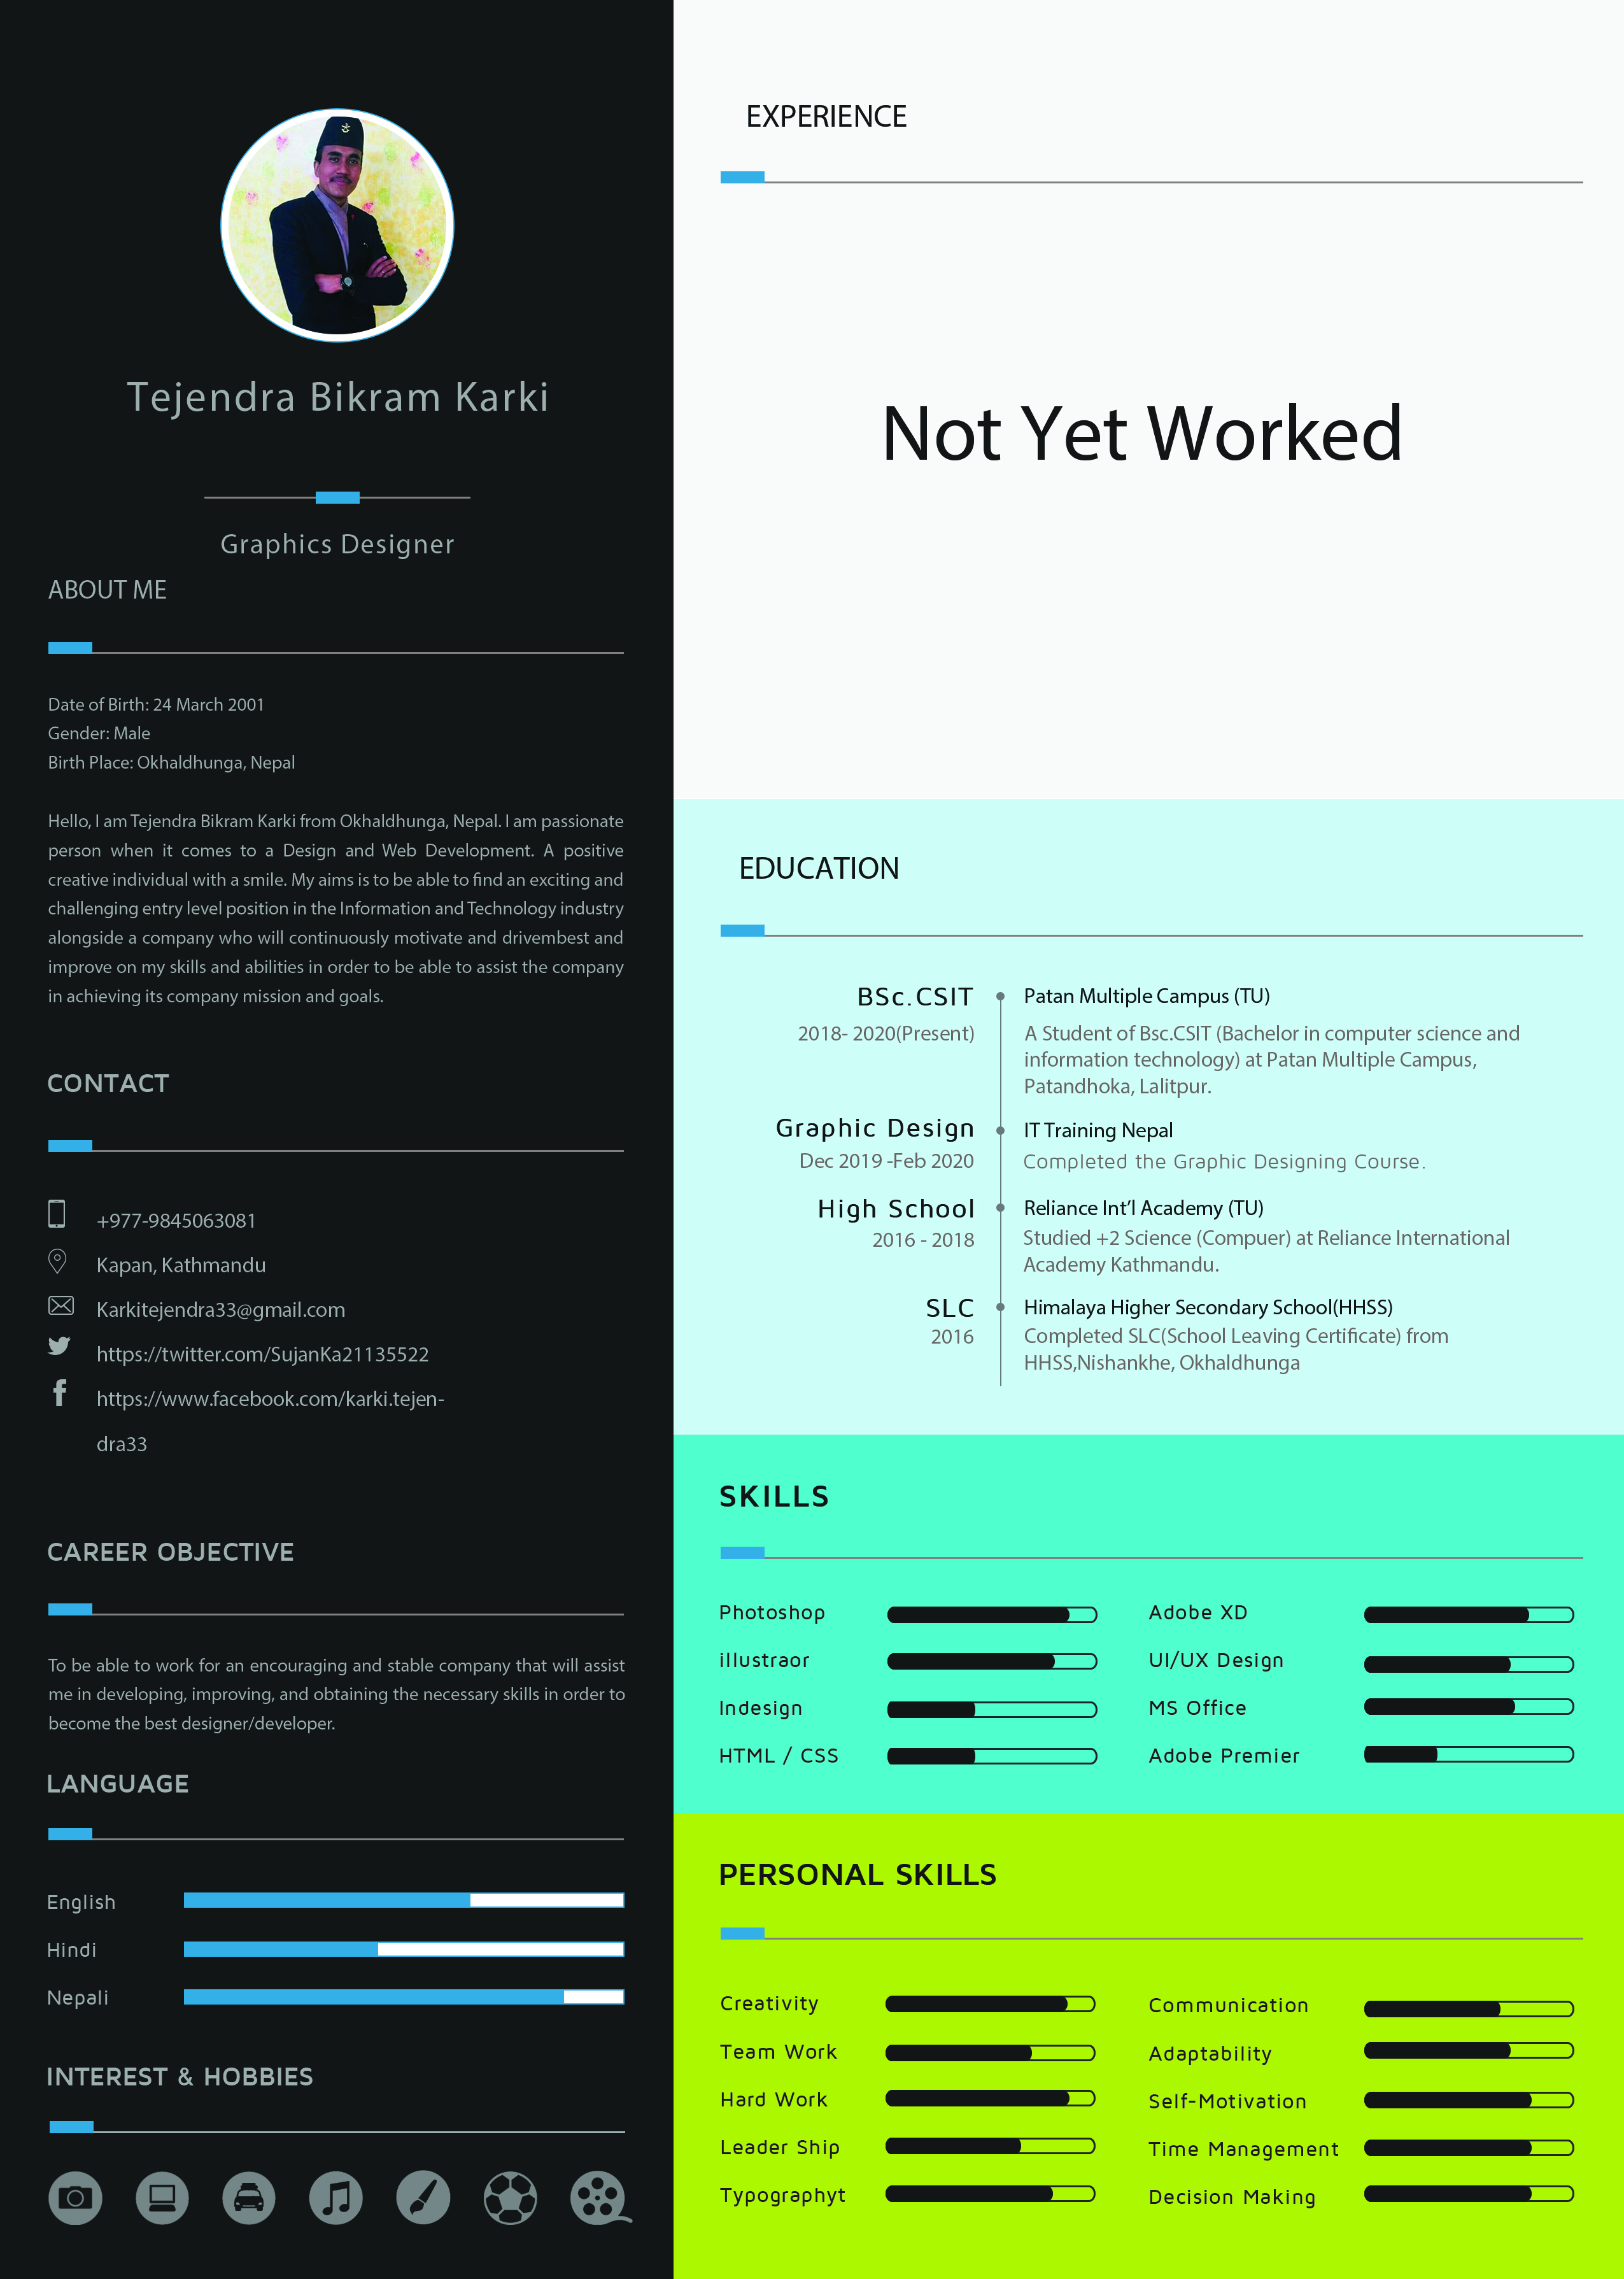 Tejendra Bikram Karki
Graphics Designer
ABOUT ME
Date of Birth: 24 March 2001
Gender: Male
Birth Place: Okhaldhunga, Nepal
Hello, I am Tejendra Bikram Karki from Okhaldhunga, Nepal. I am passionate
person when it comes to a Design and Web Development. A positive
creative individual with a smile. My aims is to be able to find an exciting and
challenging entry level position in the Information and Technology industry
alongside a company who will continuously motivate and drivembest and
improve on my skills and abilities in order to be able to assist the company
in achieving its company mission and goals.
CONTACT
+977-9845063081
Kapan, Kathmandu
Karkitejendra33@gmail.com
https://twitter.com/SujanKa21135522
https://www.facebook.com/karki.tejen-
dra33
CAREER OBJECTIVE
To be able to work for an encouraging and stable company that will assist
me in developing, improving, and obtaining the necessary skills in order to
become the best designer/developer.
LANGUAGE
English
Hindi
Nepali
INTEREST & HOBBIES
EXPERIENCE
Not Yet Worked
EDUCATION
BSc.CSIT
2018- 2020(Present)
Patan Multiple Campus (TU)
A Student of Bsc.CSIT (Bachelor in computer science and
information technology) at Patan Multiple Campus,
Patandhoka, Lalitpur.
Graphic Design
Dec 2019 -Feb 2020
IT Training Nepal
Completed the Graphic Designing Course.
High School
2016 - 2018
Reliance Int’l Academy (TU)
Studied +2 Science (Compuer) at Reliance International
Academy Kathmandu.
SLC
2016
Himalaya Higher Secondary School(HHSS)
Completed SLC(School Leaving Certificate) from
HHSS,Nishankhe, Okhaldhunga
SKILLS
Photoshop
illustraor
Indesign
HTML / CSS
Adobe XD
UI/UX Design
MS Office
Adobe Premier
PERSONAL SKILLS
Creativity
Team Work
Hard Work
Leader Ship
Typographyt
Communication
Adaptability
Self-Motivation
Time Management
Decision Making